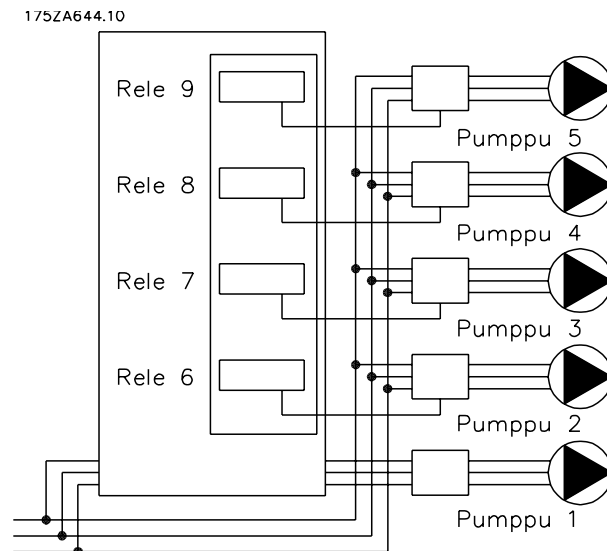 175ZA644.10
Rele 9
Pumppu 5
Rele 8
Pumppu 4
Rele 7
Pumppu 3
Rele 6
Pumppu 2
Pumppu 1